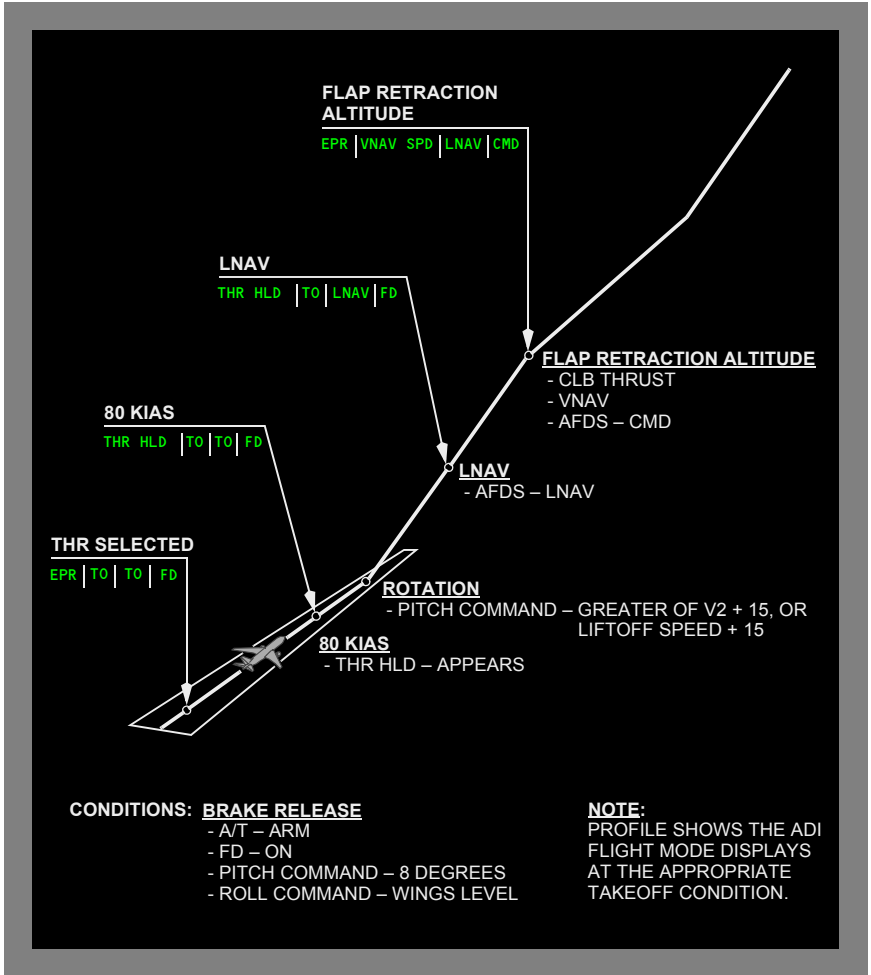 FLAP RETRACTION
ALTITUDE
EPR VNAV SPD LNAV CMD
LNAV
THR HLD TO LNAV FD
80 KIAS
THR HLD TO TO FD
THR SELECTED
EPR TO TO FD
FLAP RETRACTION ALTITUDE
- CLB THRUST
- VNAV
- AFDS – CMD
LNAV
- AFDS – LNAV
ROTATION
- PITCH COMMAND – GREATER OF V2 + 15, OR
LIFTOFF SPEED + 15
80 KIAS
- THR HLD – APPEARS
CONDITIONS: BRAKE RELEASE
- A/T – ARM
- FD – ON
- PITCH COMMAND – 8 DEGREES
- ROLL COMMAND – WINGS LEVEL
NOTE:
PROFILE SHOWS THE ADI
FLIGHT MODE DISPLAYS
AT THE APPROPRIATE
TAKEOFF CONDITION.